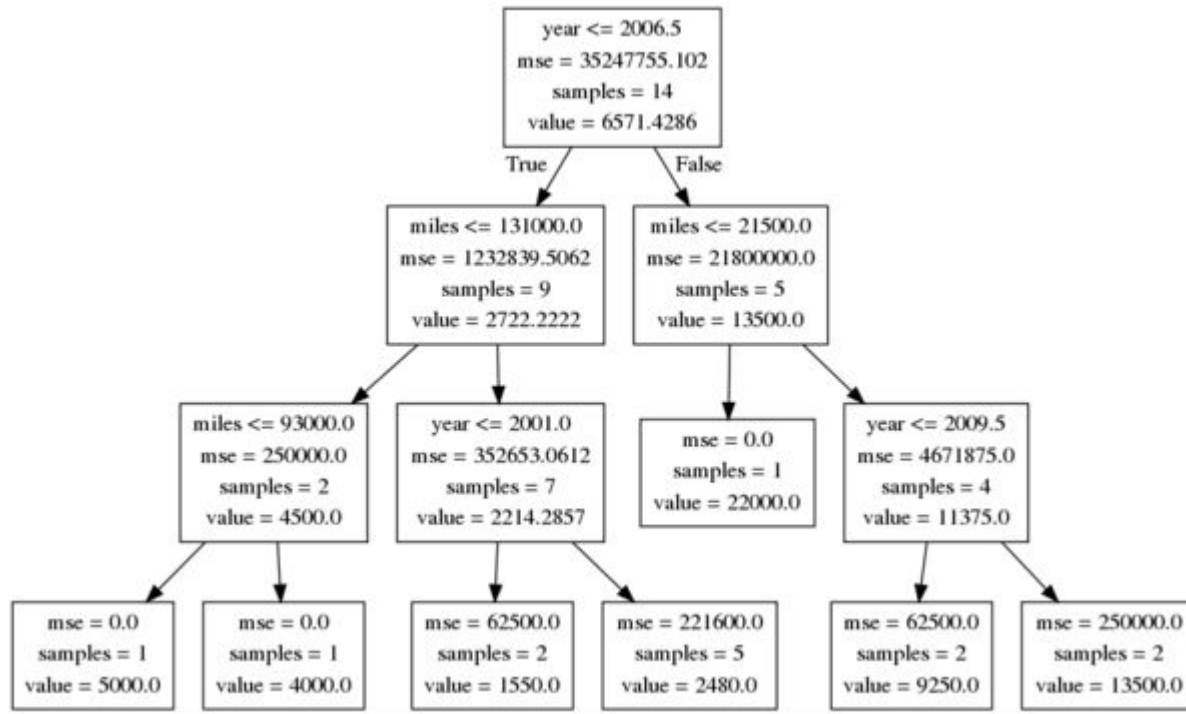 year <= 2006.5
mse = 35247755.102
samples = 14
value = 6571.4286
True
False
miles <= 131000.0
mse = 1232839.5062
samples = 9
value = 2722.2222
miles <= 21500.0
mse = 21800000.0
samples = 5
value = 13500.0
miles <= 93000.0
mse = 250000.0
samples = 2
value = 4500.0
year <= 2001.0
mse = 352653.0612
samples = 7
value = 2214.2857
mse = 0.0
samples = 1
value = 22000.0
year <= 2009.5
mse = 4671875.0
samples = 4
value = 11375.0
mse = 0.0
samples = 1
value = 5000.0
mse = 0.0
samples = 1
value = 4000.0
mse = 62500.0
samples = 2
value = 1550.0
mse = 221600.0
samples = 5
value = 2480.0
mse = 62500.0
samples = 2
value = 9250.0
mse = 250000.0
samples = 2
value = 13500.0